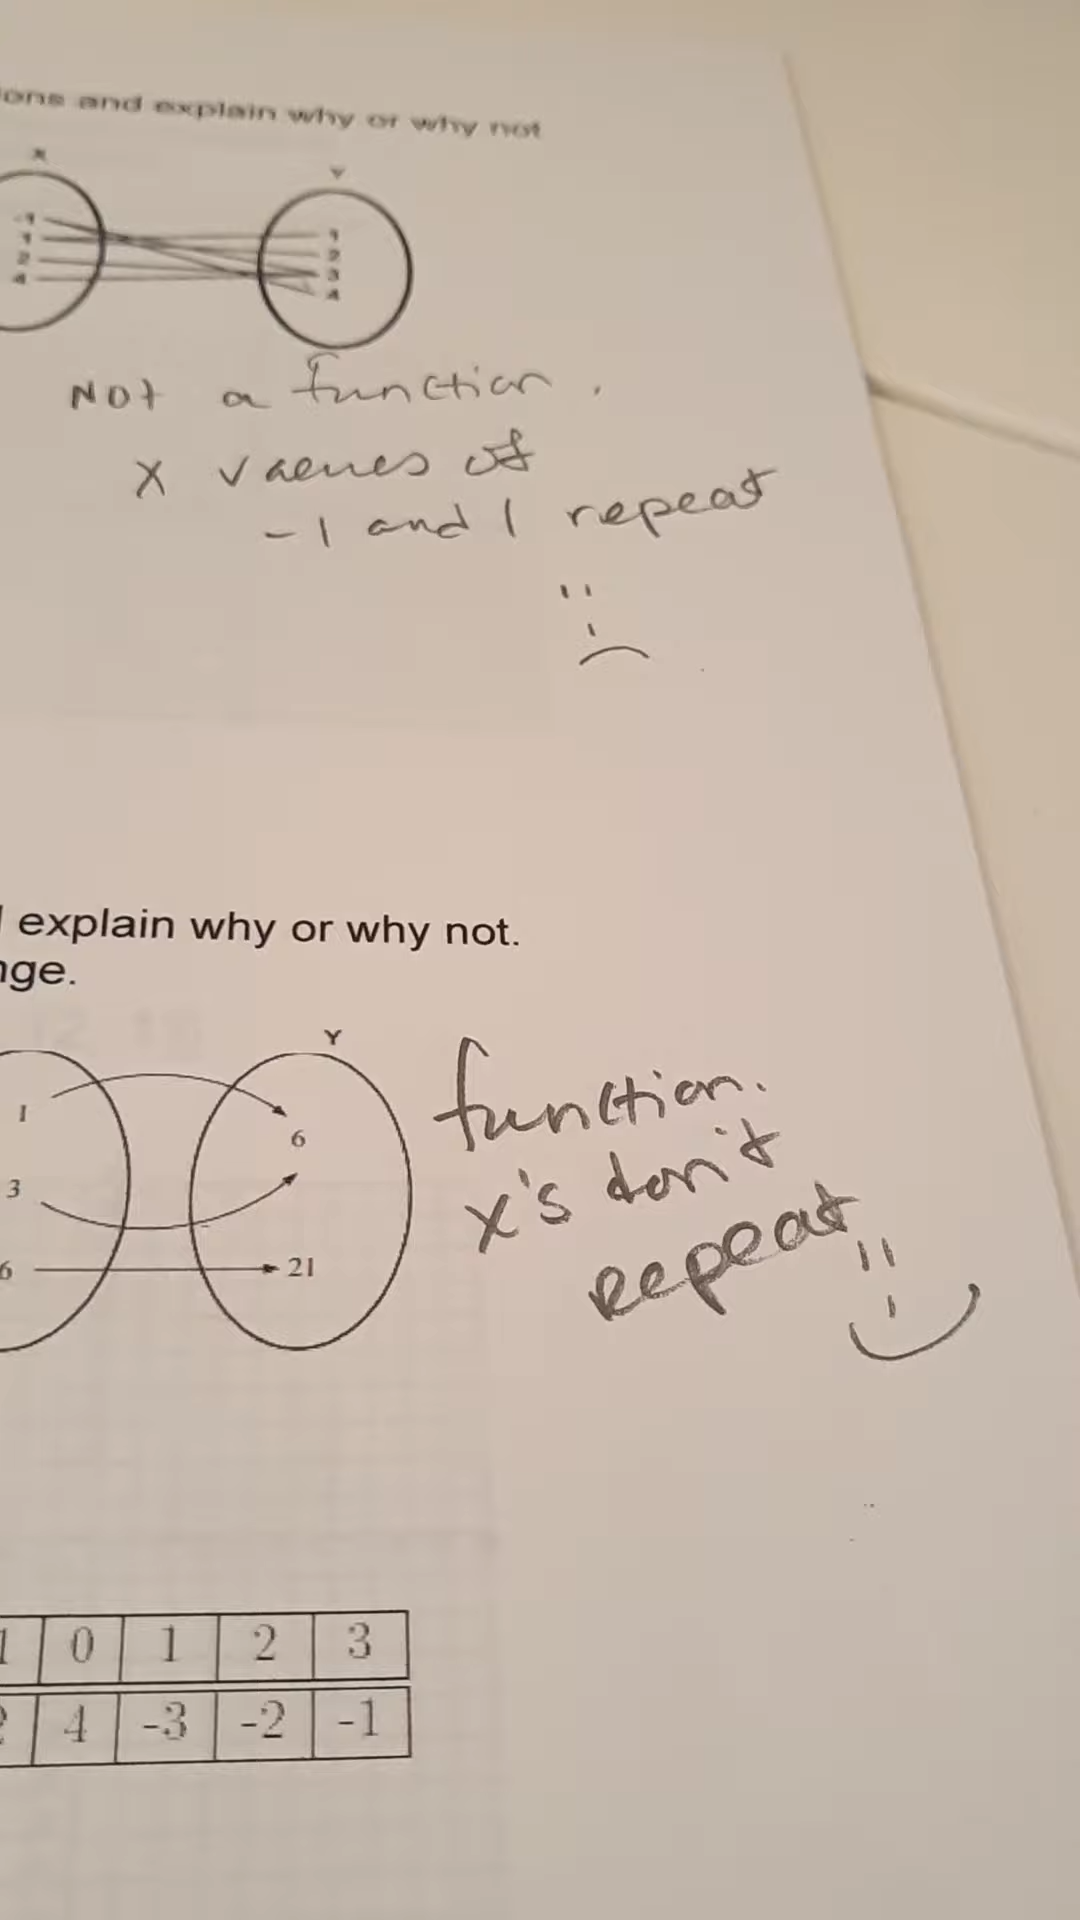 ons and explain why or why not
X
Y
-1
1
2
4
1
2
3
4
Not a function.
X values of
-1 and 1 repeat
explain why or why not.
nge.
Y
1
3
6
6
21
function.
x's don't
repeat
1 0 1 2 3
4 -3 -2 -1